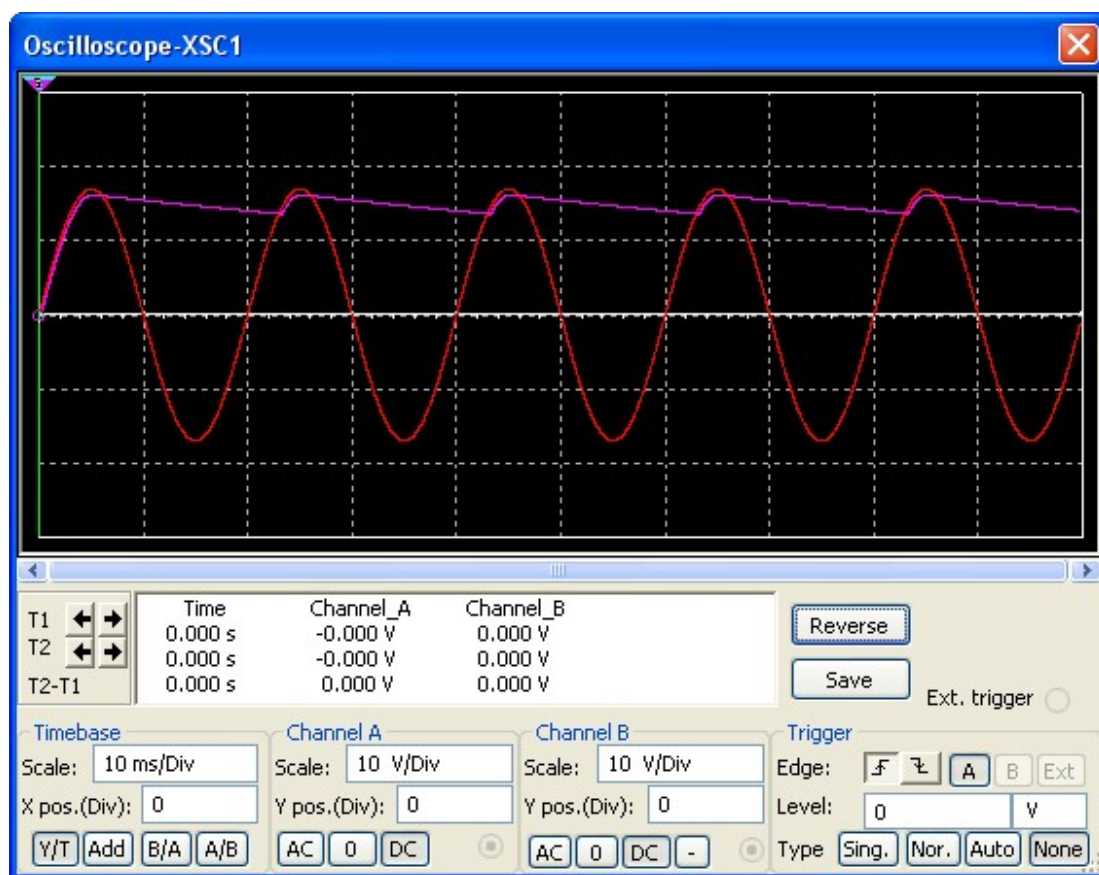 Oscilloscope-XSC1
Time Channel_A Channel_B
T1 0.000 s -0.000 V 0.000 V
T2 0.000 s -0.000 V 0.000 V
T2-T1 0.000 s 0.000 V 0.000 V
Reverse
Save
Ext. trigger
Timebase
Scale: 10 ms/Div
X pos.(Div): 0
Y/T Add B/A A/B
Channel A
Scale: 10 V/Div
Y pos.(Div): 0
AC 0 DC
Channel B
Scale: 10 V/Div
Y pos.(Div): 0
AC 0 DC -
Trigger
Edge: A B Ext
Level: 0 V
Type Sing. Nor. Auto None